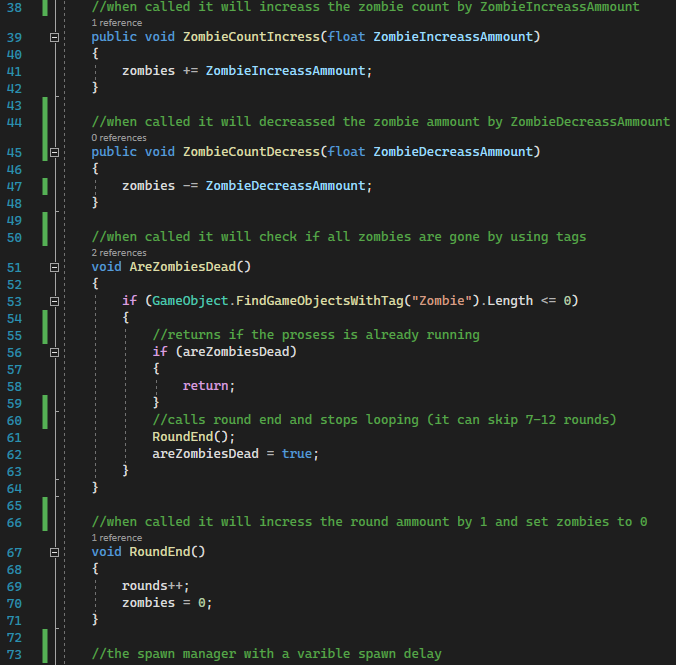 38 //when called it will increass the zombie count by ZombieIncreassAmmount
1 reference
39 public void ZombieCountIncress(float ZombieIncreassAmmount)
40 {
41 zombies += ZombieIncreassAmmount;
42 }
43
44 //when called it will decreassed the zombie ammount by ZombieDecreassAmmount
0 references
45 public void ZombieCountDecress(float ZombieDecreassAmmount)
46 {
47 zombies -= ZombieDecreassAmmount;
48 }
49
50 //when called it will check if all zombies are gone by using tags
2 references
51 void AreZombiesDead()
52 {
53 if (GameObject.FindGameObjectsWithTag("Zombie").Length <= 0)
54 {
55 //returns if the prosess is already running
56 if (areZombiesDead)
57 {
58 return;
59 }
60 //calls round end and stops looping (it can skip 7-12 rounds)
61 RoundEnd();
62 areZombiesDead = true;
63 }
64 }
65
66 //when called it will incress the round ammount by 1 and set zombies to 0
1 reference
67 void RoundEnd()
68 {
69 rounds++;
70 zombies = 0;
71 }
72
73 //the spawn manager with a varible spawn delay